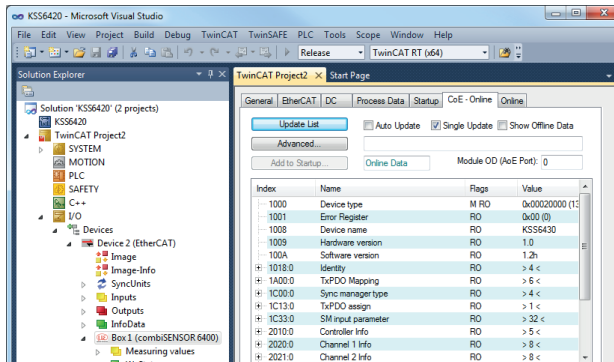 KSS6420 - Microsoft Visual Studio
File Edit View Project Build Debug TwinCAT TwinSAFE PLC Tools Scope Window Help
Release TwinCAT RT (x64)
Solution Explorer
TwinCAT Project2 Start Page
General EtherCAT DC Process Data Startup CoE - Online Online
Update List Auto Update Single Update Show Offline Data
Advanced...
Add to Startup... Online Data Module OD (AoE Port): 0
Solution 'KSS6420' (2 projects)
KSS6420
TwinCAT Project2
SYSTEM
MOTION
PLC
SAFETY
C++
I/O
Devices
Device 2 (EtherCAT)
Image
Image-Info
SyncUnits
Inputs
Outputs
InfoData
Box 1 (combiSENSOR 6400)
Measuring values
Index Name Flags Value
1000 Device type M RO 0x00020000 (13
1001 Error Register RO 0x00 (0)
1008 Device name RO KSS6430
1009 Hardware version RO 1.0
100A Software version RO 1.2h
1018:0 Identity RO > 4 <
1A00:0 TxPDO Mapping RO > 6 <
1C00:0 Sync manager type RO > 4 <
1C13:0 TxPDO assign RO > 1 <
1C33:0 SM input parameter RO > 32 <
2010:0 Controller Info RO > 5 <
2020:0 Channel 1 Info RO > 8 <
2021:0 Channel 2 Info RO > 8 <